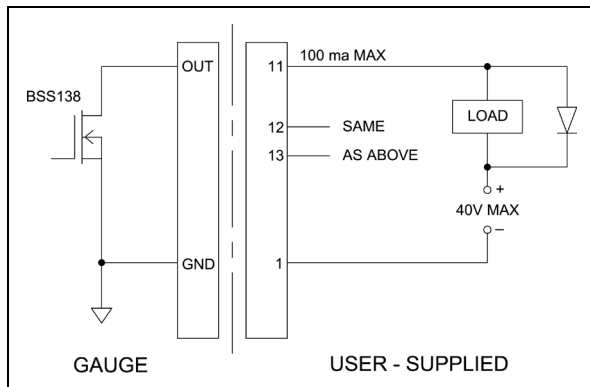 OUT
11
100 ma MAX
BSS138
LOAD
12
SAME
13
AS ABOVE
+
40V MAX
–
GND
1
GAUGE
USER - SUPPLIED